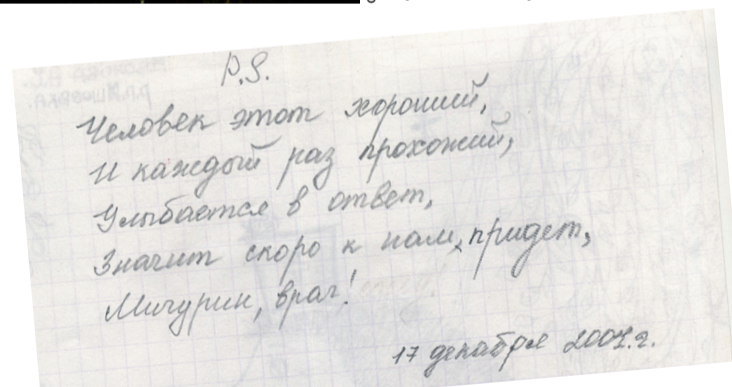 P.S.
Человек этот хороший,
И каждый раз прохожий,
Улыбается в ответ,
Значит скоро к нам, придет,
Мичурин, враг!
17 декабря 2007.г.